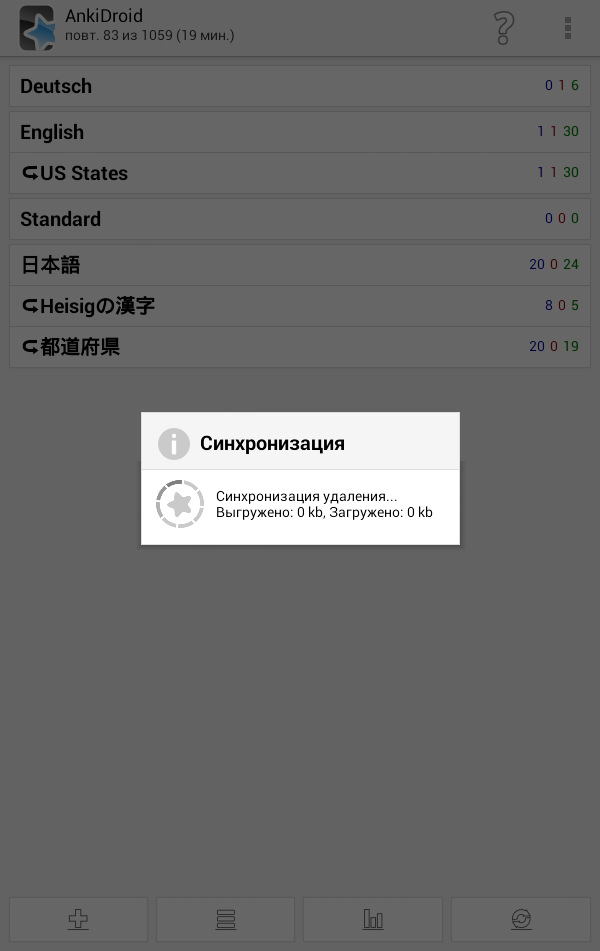 AnkiDroid
повт. 83 из 1059 (19 мин.)
Deutsch 0 1 6
English 1 1 30
US States 1 1 30
Standard 0 0 0
日本語 20 0 24
Heisigの漢字 8 0 5
都道府県 20 0 19
Синхронизация
Синхронизация удаления...
Выгружено: 0 kb, Загружено: 0 kb